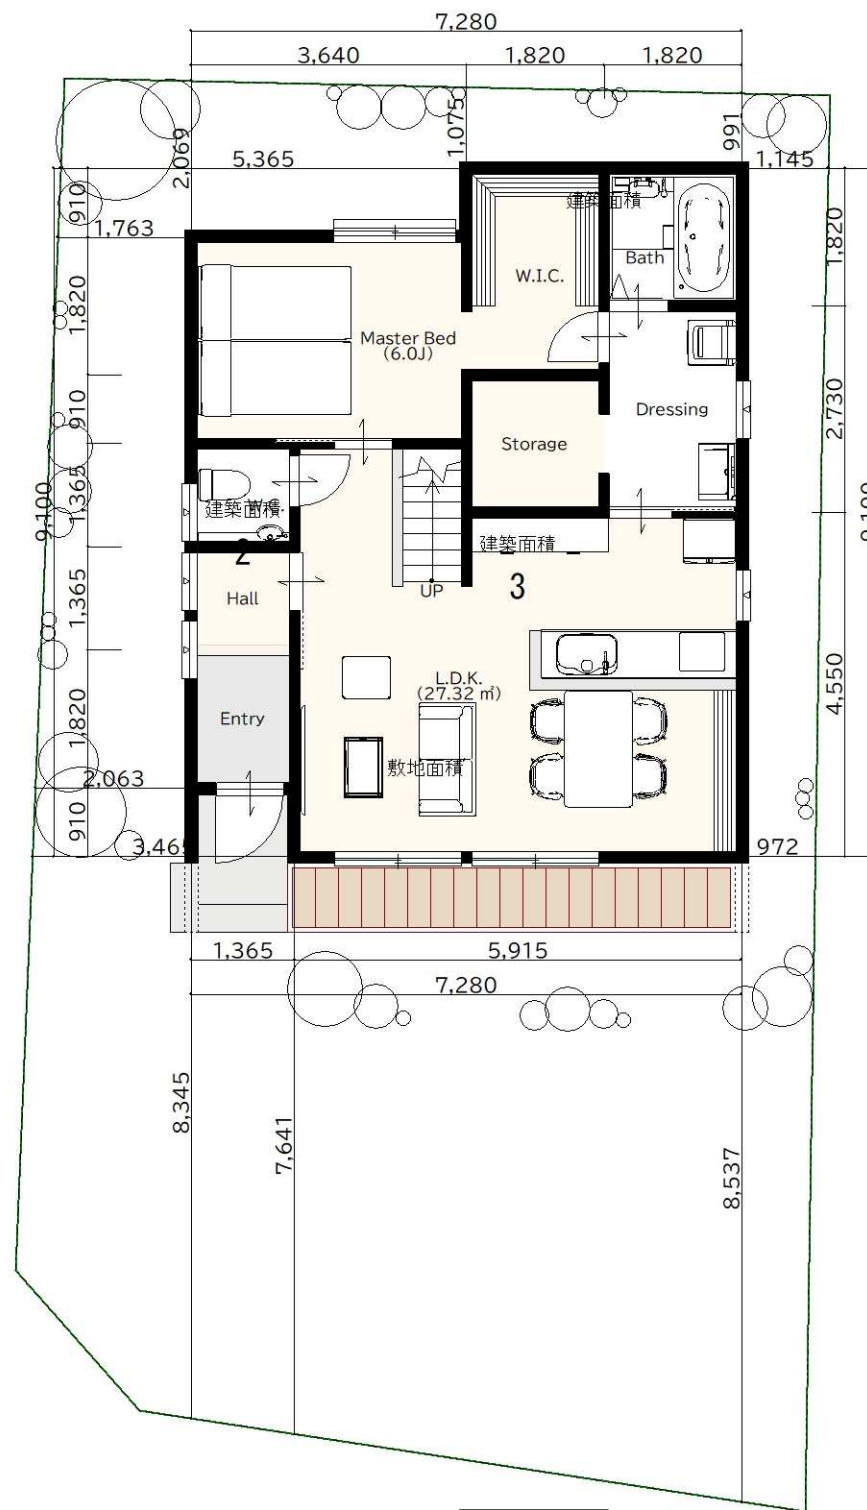 7,280
3,640
1,820
1,820
2,069
1,075
991
5,365
1,145
910
1,763
建築面積
1,820
Bath
W.I.C.
1,820
Master Bed
(6.0J)
910
Dressing
2,730
Storage
1,365
9,100
建築面積
建築面積
2
3
UP
Hall
1,365
L.D.K.
(27.32 ㎡)
4,550
Entry
1,820
敷地面積
2,063
910
3,465
972
1,365
5,915
7,280
8,345
7,641
8,537